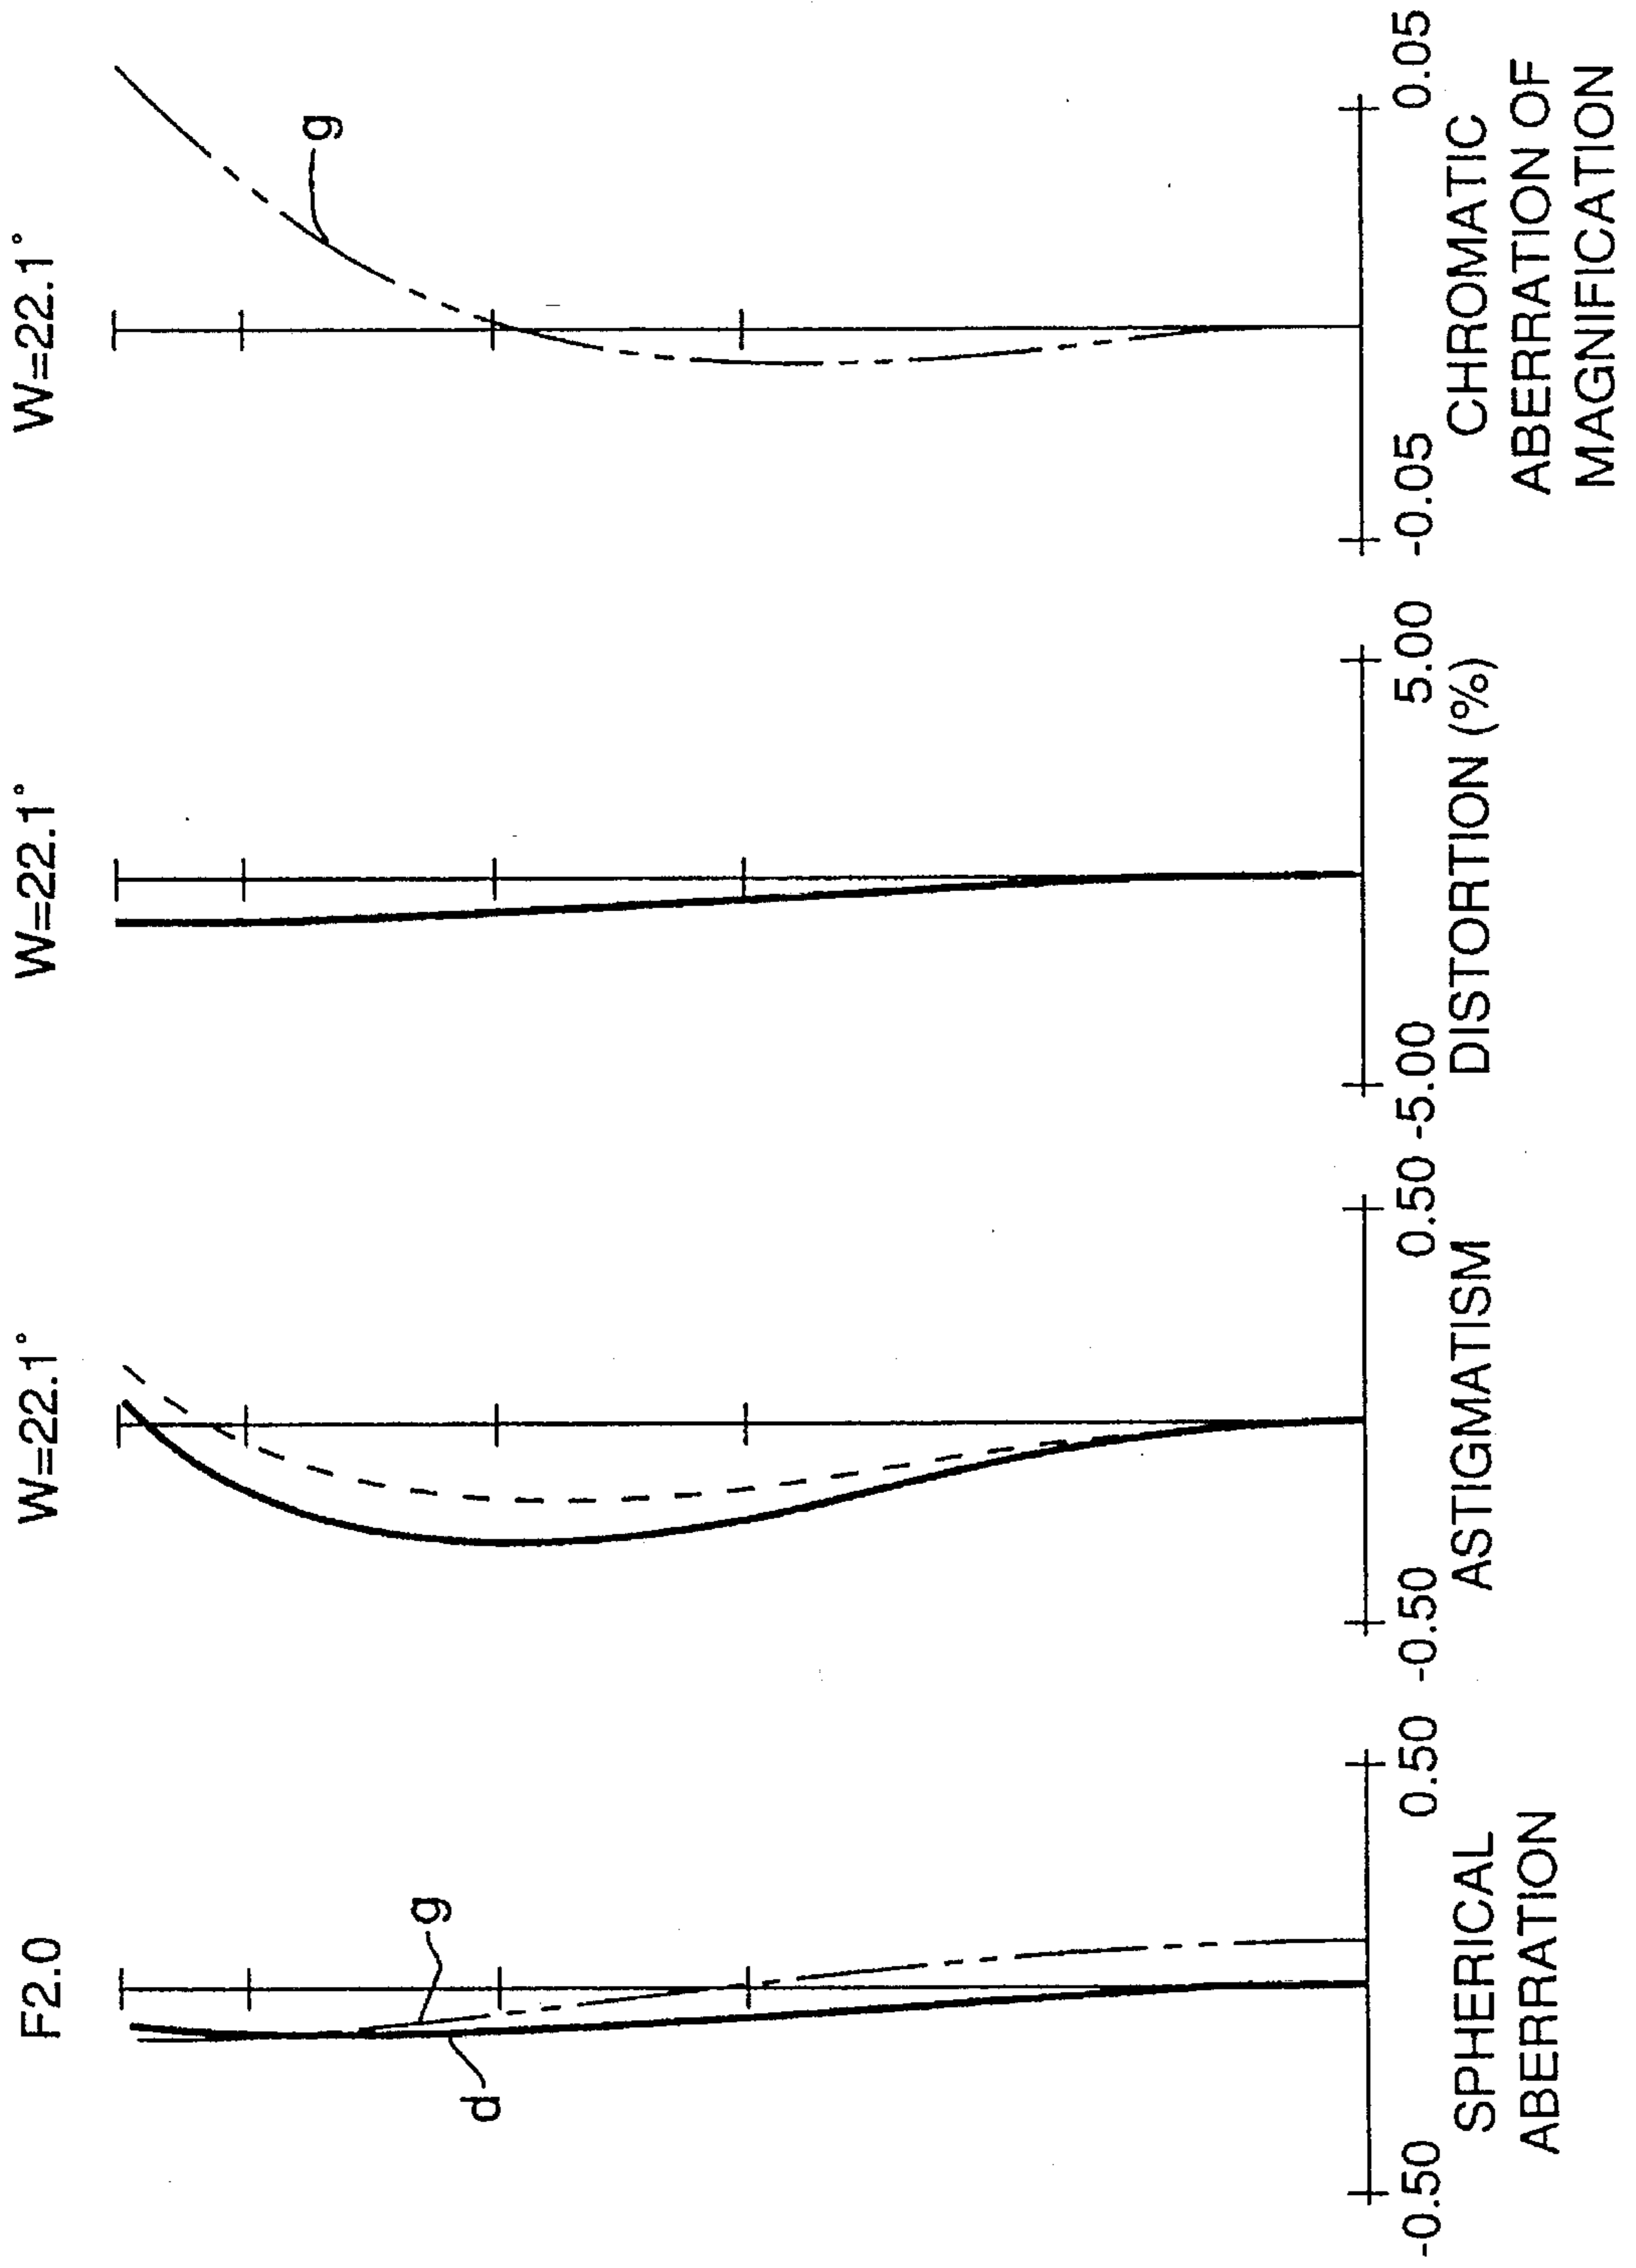 F2.0
g
d
-0.50
0.50
SPHERICAL
ABERRATION
W=22.1°
-0.50
0.50
ASTIGMATISM
W=22.1°
-5.00
5.00
DISTORTION (%)
W=22.1°
g
-0.05
0.05
CHROMATIC
ABERRATION OF
MAGNIFICATION